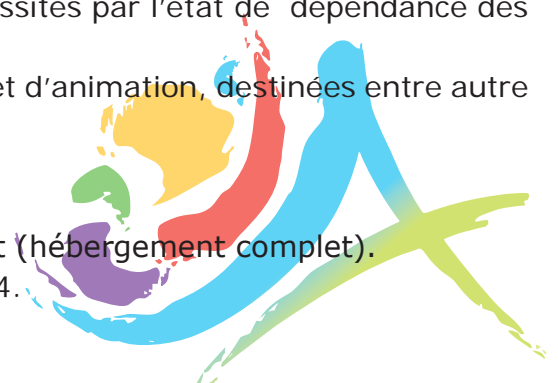 ssités par l'état de dépendance des
et d'animation, destinées entre autre
t (hébergement complet).
4.